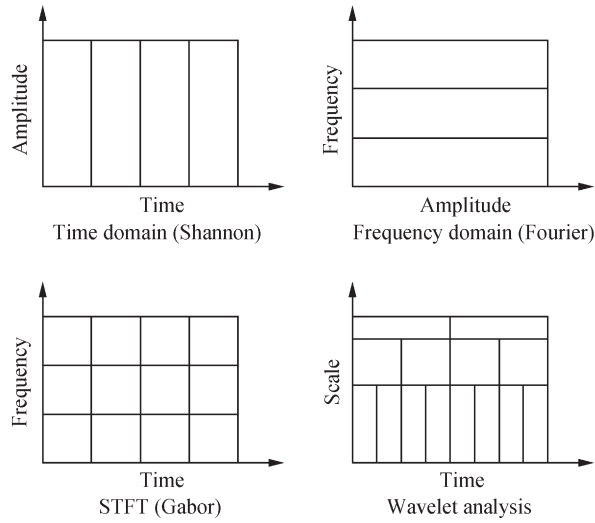 Amplitude
Time
Time domain (Shannon)
Frequency
Amplitude
Frequency domain (Fourier)
Frequency
Time
STFT (Gabor)
Scale
Time
Wavelet analysis